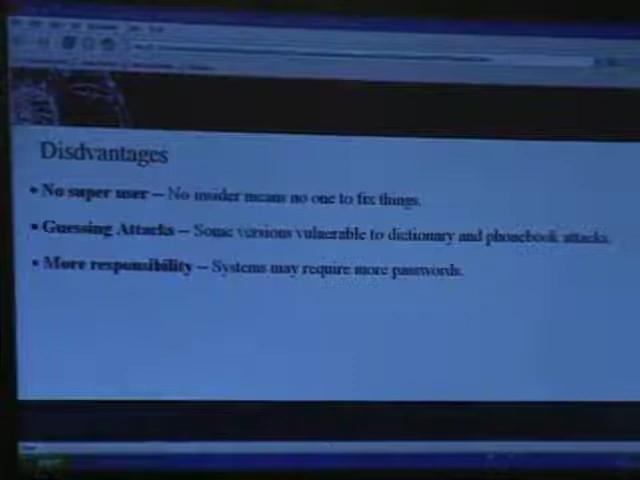 Disdvantages
• No super user – No insider means no one to fix things.
• Guessing Attacks – Some versions vulnerable to dictionary and phonebook attacks.
• More responsibility – Systems may require more passwords.